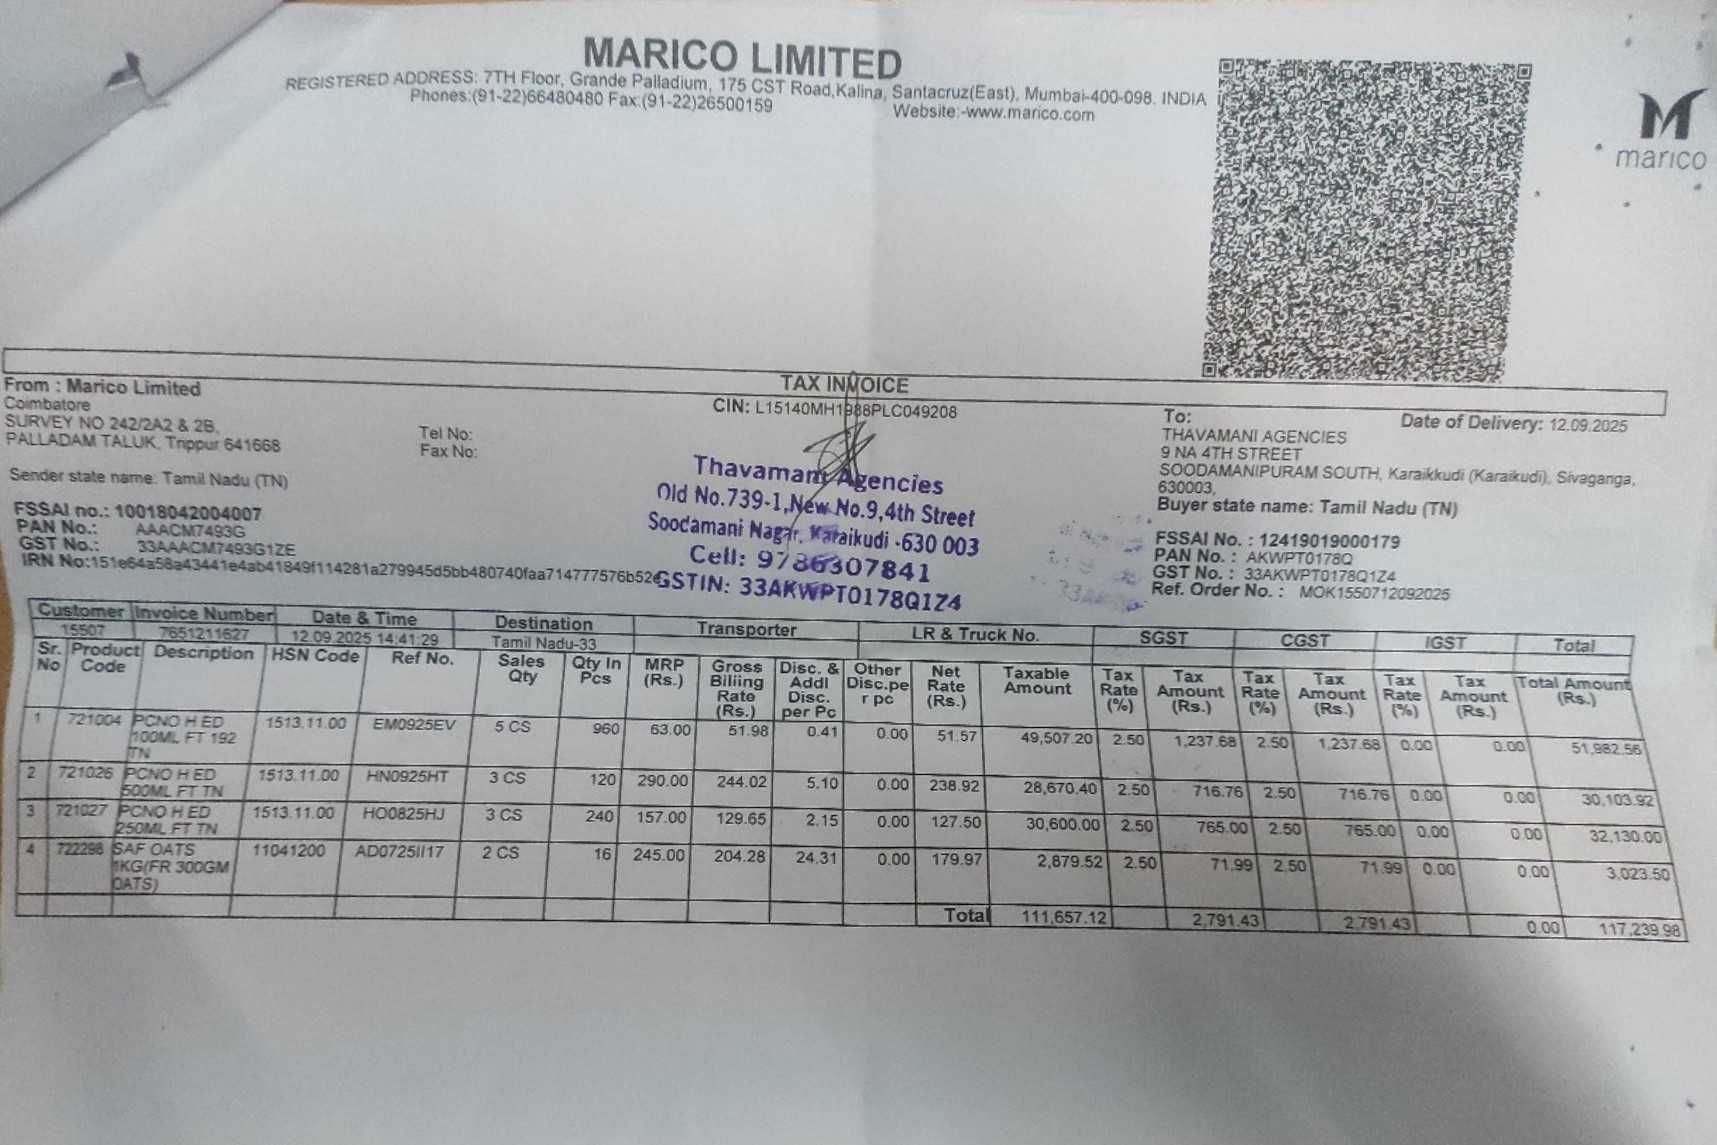 MARICO LIMITED
REGISTERED ADDRESS: 7TH Floor, Grande Palladium, 175 CST Road,Kalina, Santacruz(East), Mumbai-400-098. INDIA
Phones:(91-22)66480480 Fax:(91-22)26500159 Website:-www.marico.com
marico
TAX INVOICE
CIN: L15140MH1988PLC049208
From : Marico Limited
Coimbatore
SURVEY NO 242/2A2 & 2B,
PALLADAM TALUK, Trippur 641668
Tel No:
Fax No:
Sender state name: Tamil Nadu (TN)
FSSAI no.: 10018042004007
PAN No.: AAACM7493G
GST No.: 33AAACM7493G1ZE
IRN No:151e64a58a43441e4ab41849f114281a279945d5bb480740faa714777576b52e
Thavamani Agencies
Old No.739-1,New No.9,4th Street
Soodamani Nagar, Karaikudi -630 003
Cell: 9786307841
GSTIN: 33AKWPT0178Q1Z4
To: Date of Delivery: 12.09.2025
THAVAMANI AGENCIES
9 NA 4TH STREET
SOODAMANIPURAM SOUTH, Karaikkudi (Karaikudi), Sivaganga,
630003,
Buyer state name: Tamil Nadu (TN)
FSSAI No. : 12419019000179
PAN No. : AKWPT0178Q
GST No. : 33AKWPT0178Q1Z4
Ref. Order No. : MOK1550712092025
Customer Invoice Number Date & Time Destination Transporter LR & Truck No. SGST CGST IGST Total
15507 7651211627 12.09.2025 14:41:29 Tamil Nadu-33
Sr. No Product Code Description HSN Code Ref No. Sales Qty Qty In Pcs MRP (Rs.) Gross Biliing Rate (Rs.) Disc. & Addl Disc. per Pc Other Disc.pe r pc Net Rate (Rs.) Taxable Amount Tax Rate (%) Tax Amount (Rs.) Tax Rate (%) Tax Amount (Rs.) Tax Rate (%) Tax Amount (Rs.) Total Amount (Rs.)
1 721004 PCNO H ED 100ML FT 192 TN 1513.11.00 EM0925EV 5 CS 960 63.00 51.98 0.41 0.00 51.57 49,507.20 2.50 1,237.68 2.50 1,237.68 0.00 0.00 51,982.56
2 721026 PCNO H ED 500ML FT TN 1513.11.00 HN0925HT 3 CS 120 290.00 244.02 5.10 0.00 238.92 28,670.40 2.50 716.76 2.50 716.76 0.00 0.00 30,103.92
3 721027 PCNO H ED 250ML FT TN 1513.11.00 HO0825HJ 3 CS 240 157.00 129.65 2.15 0.00 127.50 30,600.00 2.50 765.00 2.50 765.00 0.00 0.00 32,130.00
4 722298 SAF OATS 1KG(FR 300GM OATS) 11041200 AD0725II17 2 CS 16 245.00 204.28 24.31 0.00 179.97 2,879.52 2.50 71.99 2.50 71.99 0.00 0.00 3,023.50
Total 111,657.12 2,791.43 2,791.43 0.00 117,239.98